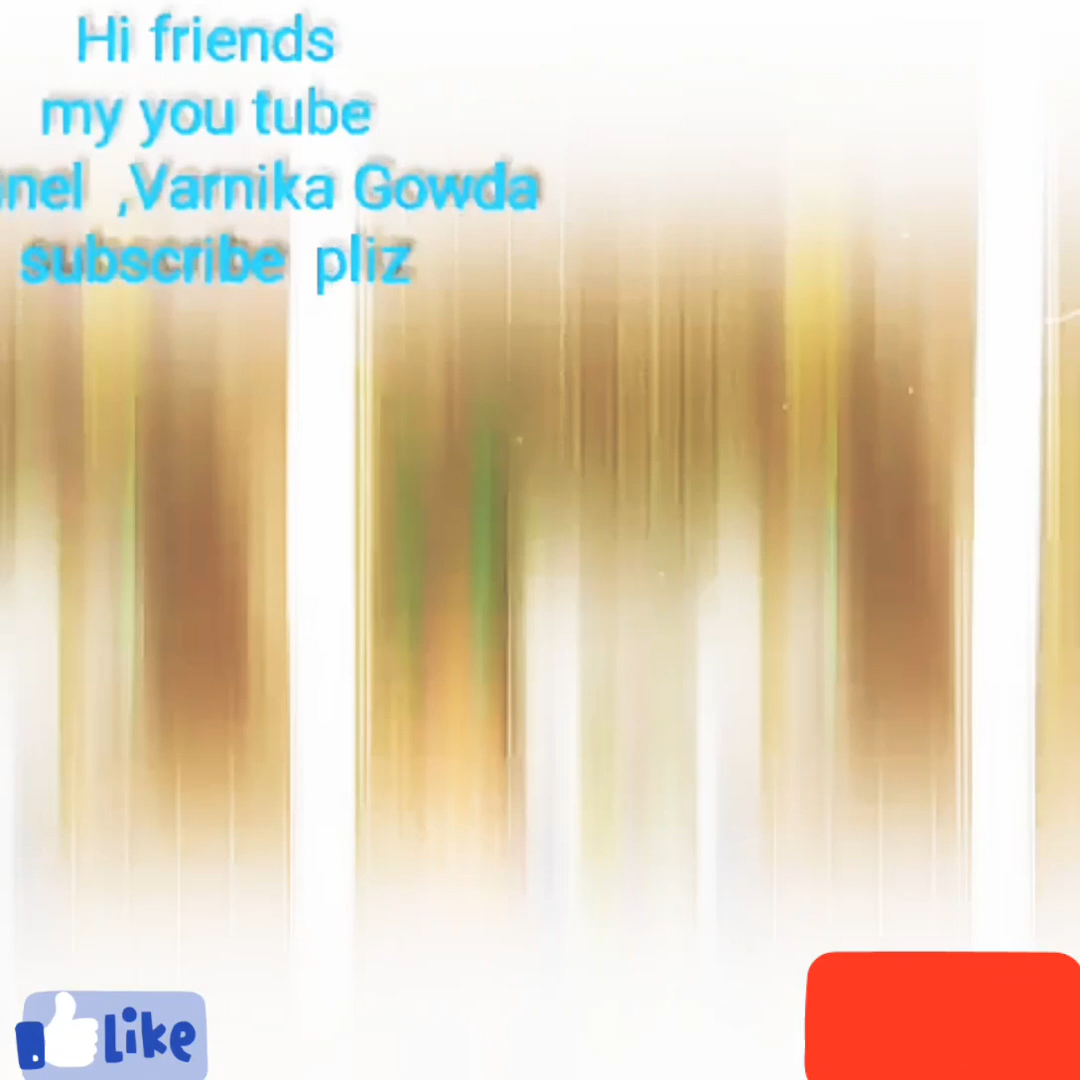 Hi friends
my you tube
nel ,Varnika Gowda
subscribe pliz
Like